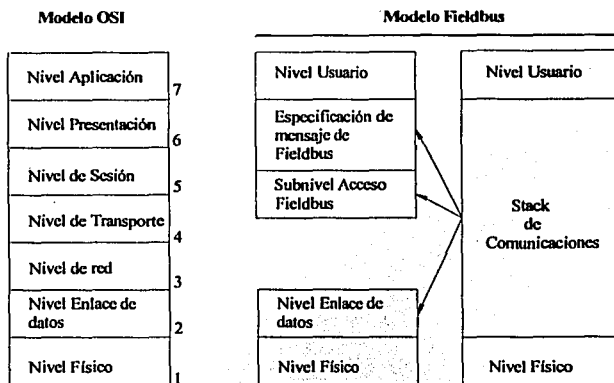 Modelo OSI
Nivel Aplicación
7
Nivel Presentación
6
Nivel de Sesión
5
Nivel de Transporte
4
Nivel de red
3
Nivel Enlace de
datos
2
Nivel Físico
1
Modelo Fieldbus
Nivel Usuario
Especificación de
mensaje de
Fieldbus
Subnivel Acceso
Fieldbus
Nivel Enlace de
datos
Nivel Físico
Nivel Usuario
Stack
de
Comunicaciones
Nivel Físico